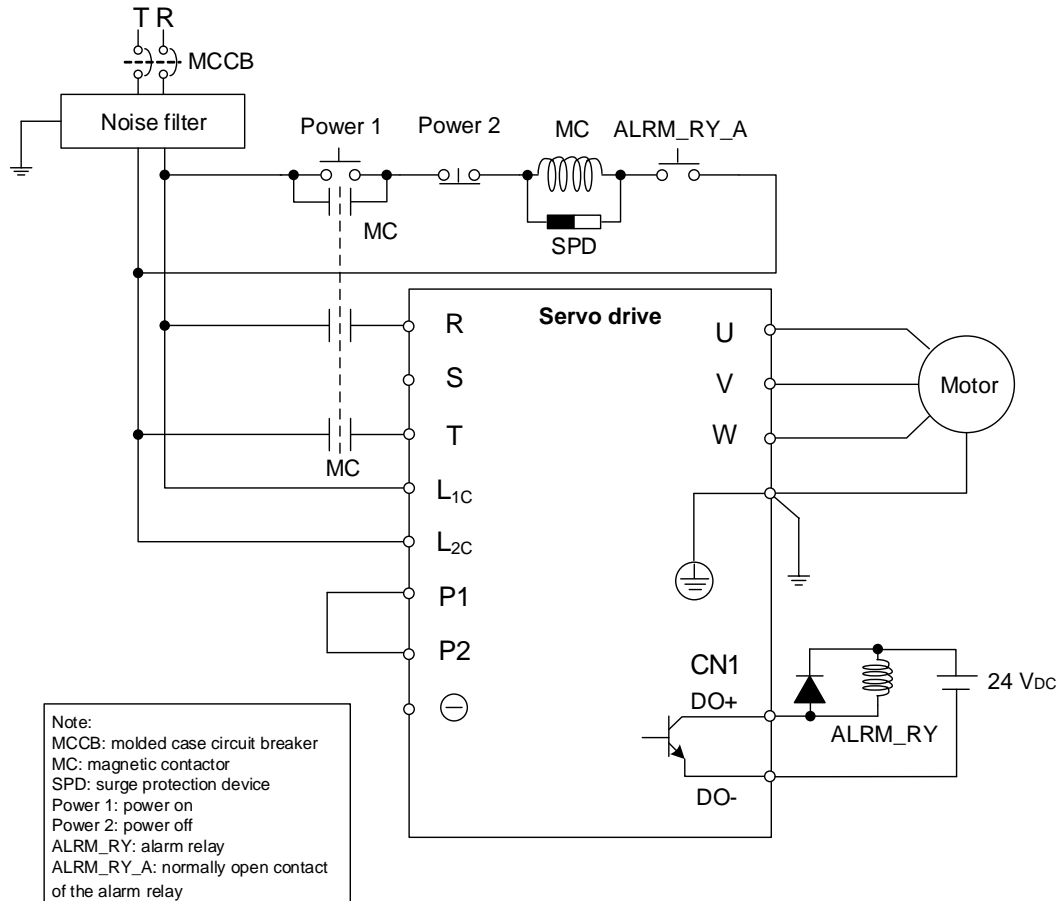 T R
MCCB
Noise filter
Power 1
Power 2
MC
ALRM_RY_A
MC
SPD
Servo drive
R
S
T
MC
L1C
L2C
P1
P2
U
V
W
Motor
CN1
DO+
DO-
ALRM_RY
24 VDC
Note:
MCCB: molded case circuit breaker
MC: magnetic contactor
SPD: surge protection device
Power 1: power on
Power 2: power off
ALRM_RY: alarm relay
ALRM_RY_A: normally open contact
of the alarm relay